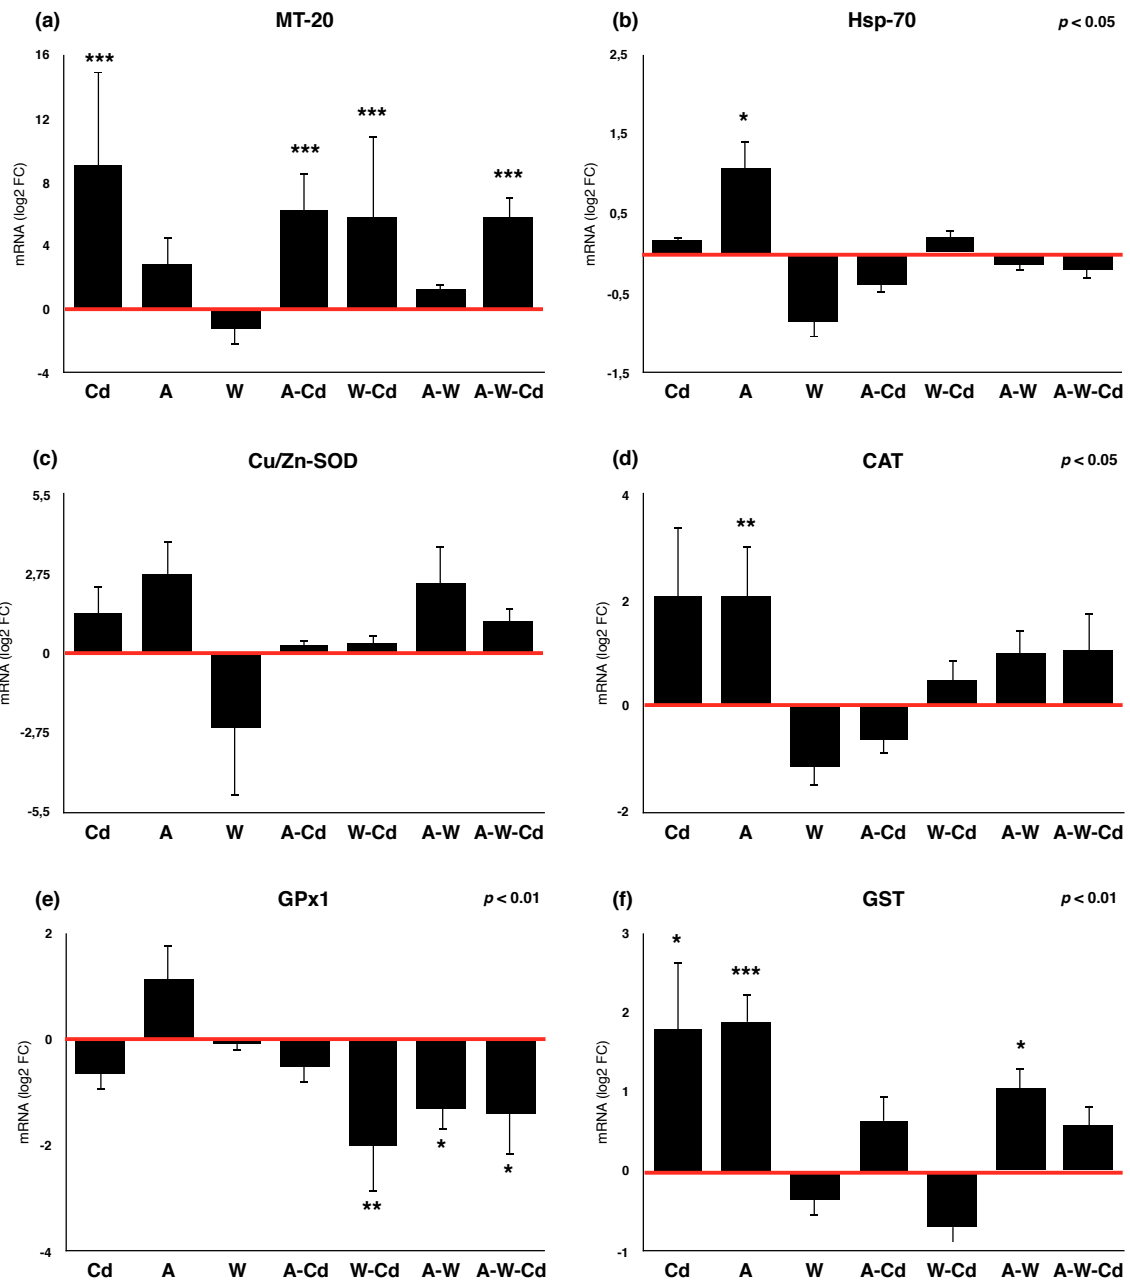 (a) MT-20
16
***
12
***
***
8
***
4
0
-4
mRNA (log2 FC)
Cd A W A-Cd W-Cd A-W A-W-Cd
(b) Hsp-70 p < 0.05
2,5
1,5
*
0,5
-0,5
-1,5
mRNA (log2 FC)
Cd A W A-Cd W-Cd A-W A-W-Cd
(c) Cu/Zn-SOD
5,5
2,75
0
-2,75
-5,5
mRNA (log2 FC)
Cd A W A-Cd W-Cd A-W A-W-Cd
(d) CAT p < 0.05
4
**
2
0
-2
mRNA (log2 FC)
Cd A W A-Cd W-Cd A-W A-W-Cd
(e) GPx1 p < 0.01
2
0
-2
*
*
**
-4
mRNA (log2 FC)
Cd A W A-Cd W-Cd A-W A-W-Cd
(f) GST p < 0.01
3
*
***
2
*
1
0
-1
mRNA (log2 FC)
Cd A W A-Cd W-Cd A-W A-W-Cd